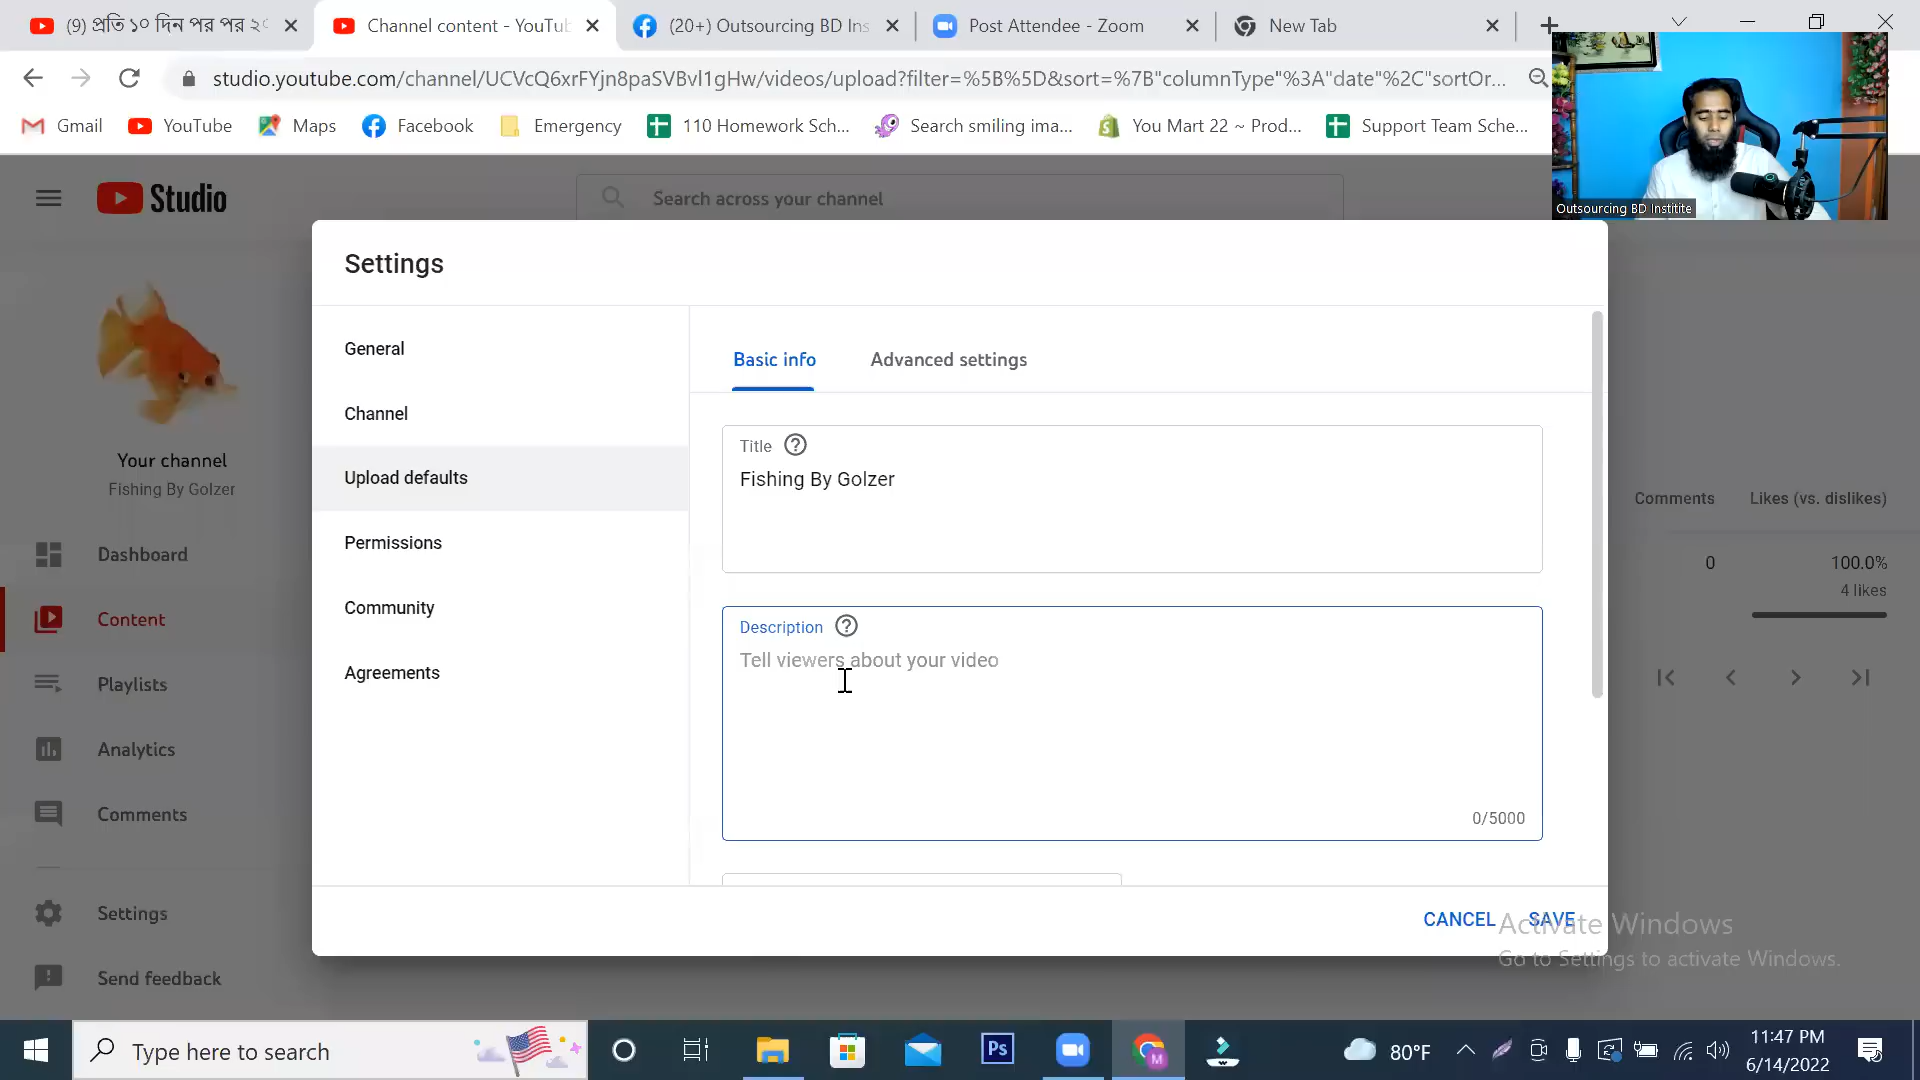 (9) প্রতি ১০ দিন পর পর ২৫
Channel content - YouTub
(20+) Outsourcing BD Ins
Post Attendee - Zoom
New Tab
studio.youtube.com/channel/UCVcQ6xrFYjn8paSVBvl1gHw/videos/upload?filter=%5B%5D&sort=%7B"columnType"%3A"date"%2C"sortOr...
Gmail
YouTube
Maps
Facebook
Emergency
110 Homework Sch...
Search smiling ima...
You Mart 22 ~ Prod...
Support Team Sche...
Outsourcing BD Institite
Studio
Search across your channel
Settings
General
Channel
Upload defaults
Permissions
Community
Agreements
Basic info
Advanced settings
Title
Fishing By Golzer
Description
Tell viewers about your video
0/5000
CANCEL
SAVE
Your channel
Fishing By Golzer
Dashboard
Content
Playlists
Analytics
Comments
Settings
Send feedback
Comments
Likes (vs. dislikes)
0
100.0%
4 likes
Activate Windows
Go to Settings to activate Windows.
Type here to search
Ps
M
80°F
11:47 PM
6/14/2022